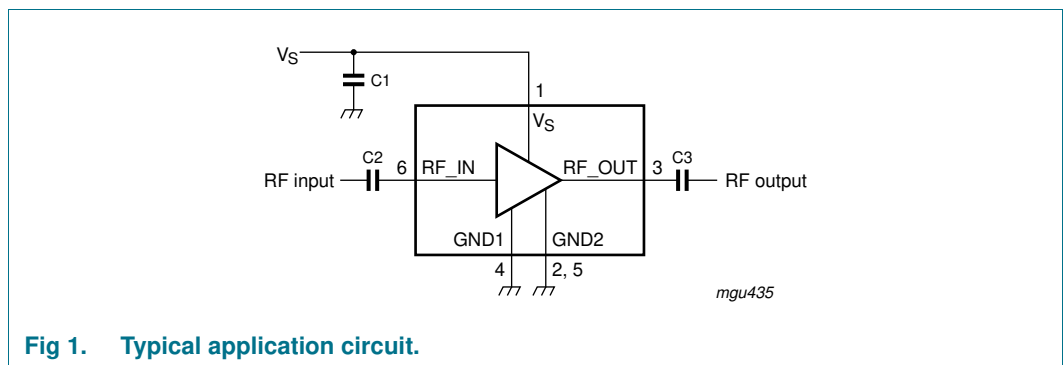 VS
C1
1
VS
C2
6
RF_IN
RF_OUT
3
C3
RF input
RF output
GND1
GND2
4
2, 5
mgu435
Fig 1. Typical application circuit.